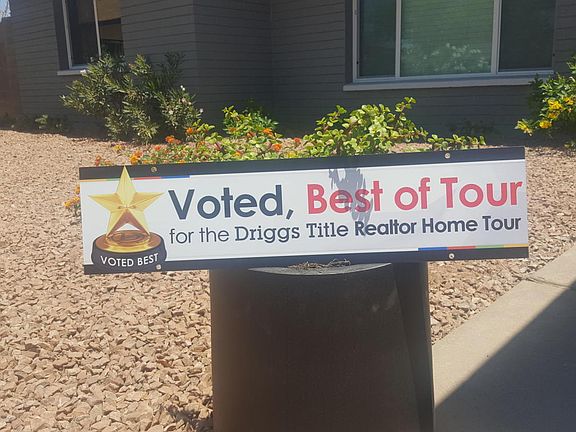 Voted, Best of Tour
for the Driggs Title Realtor Home Tour
VOTED BEST